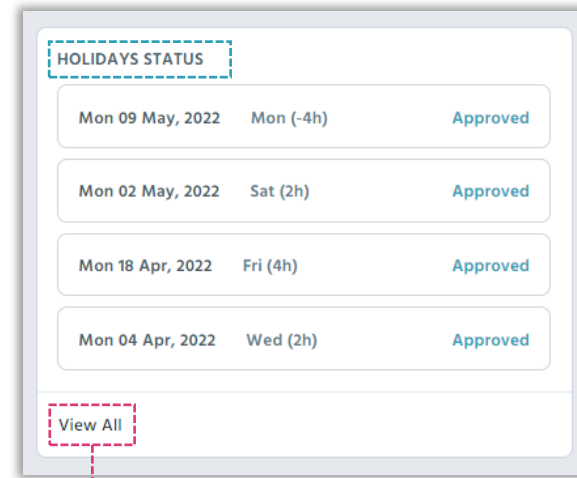 HOLIDAYS STATUS
Mon 09 May, 2022 Mon (-4h) Approved
Mon 02 May, 2022 Sat (2h) Approved
Mon 18 Apr, 2022 Fri (4h) Approved
Mon 04 Apr, 2022 Wed (2h) Approved
View All